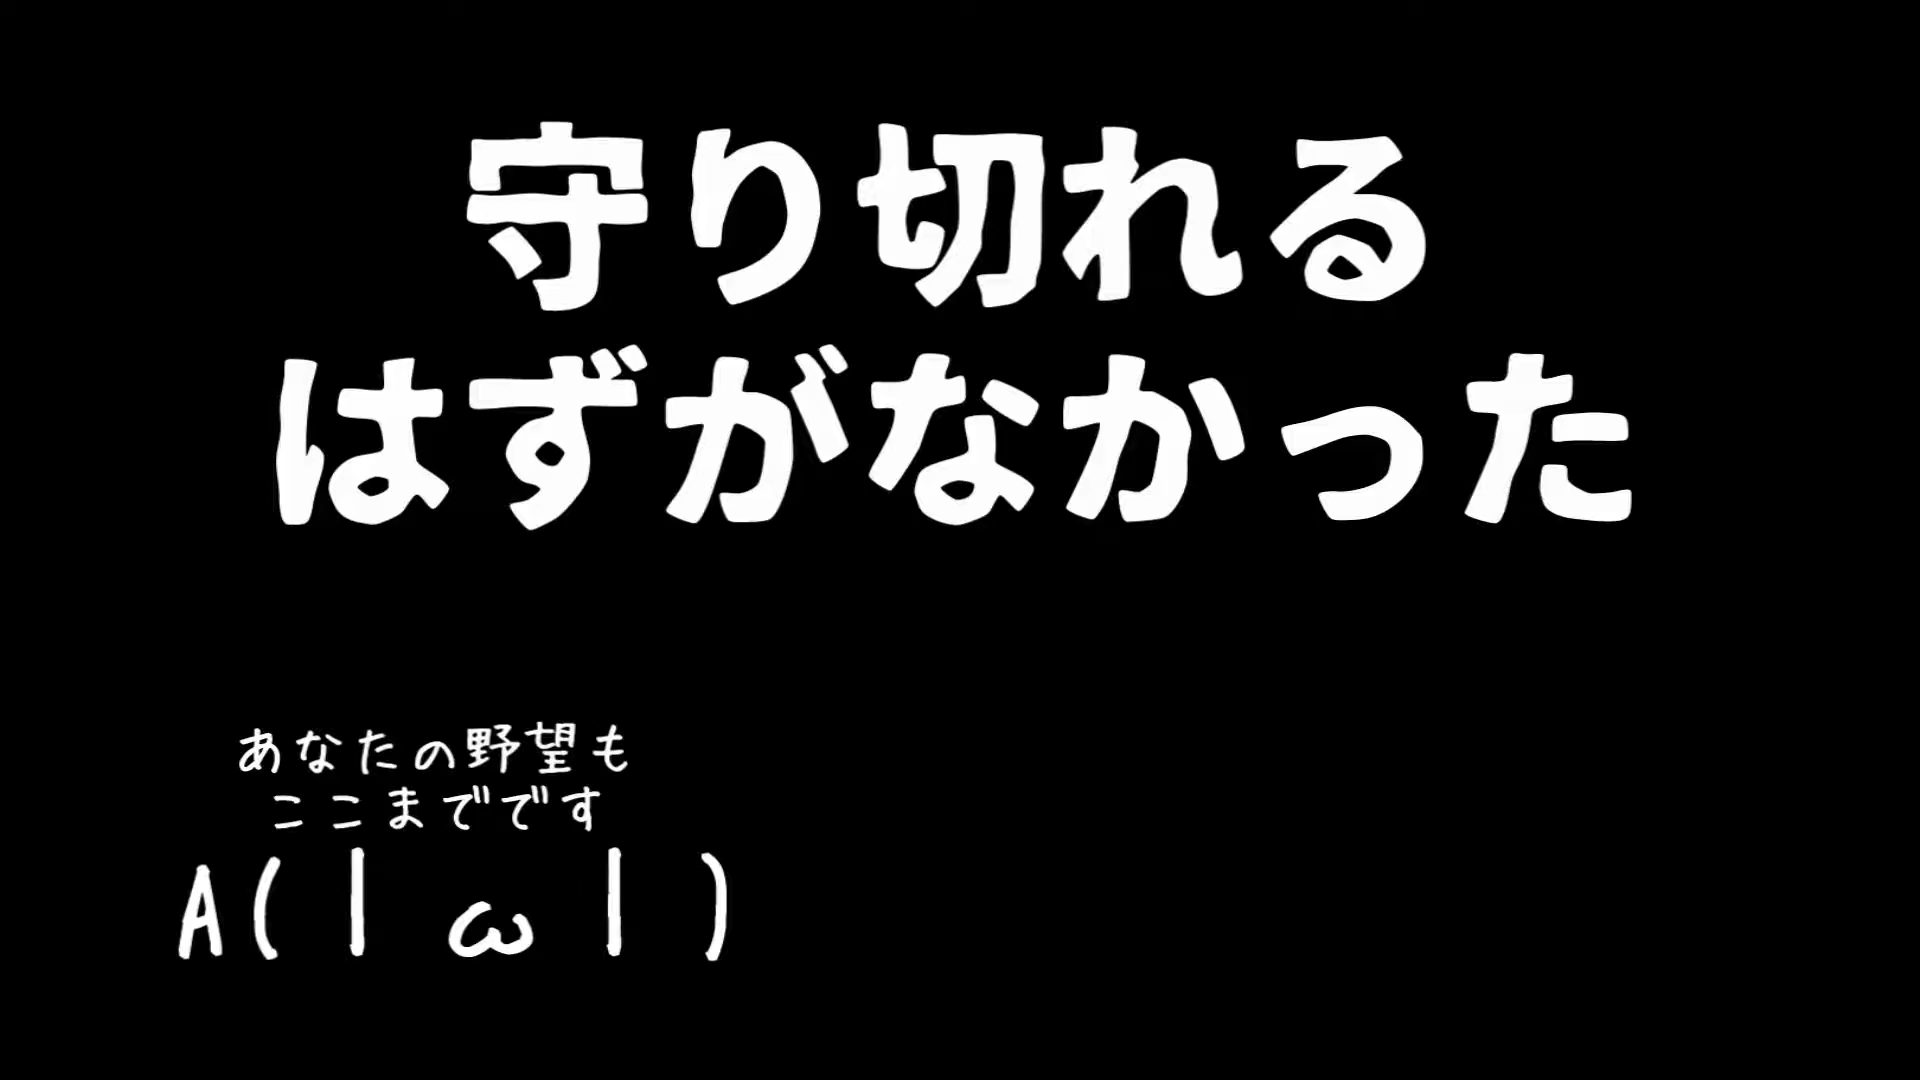 守り切れる
はずがなかった
あなたの野望も
ここまでです
A( | ω | )